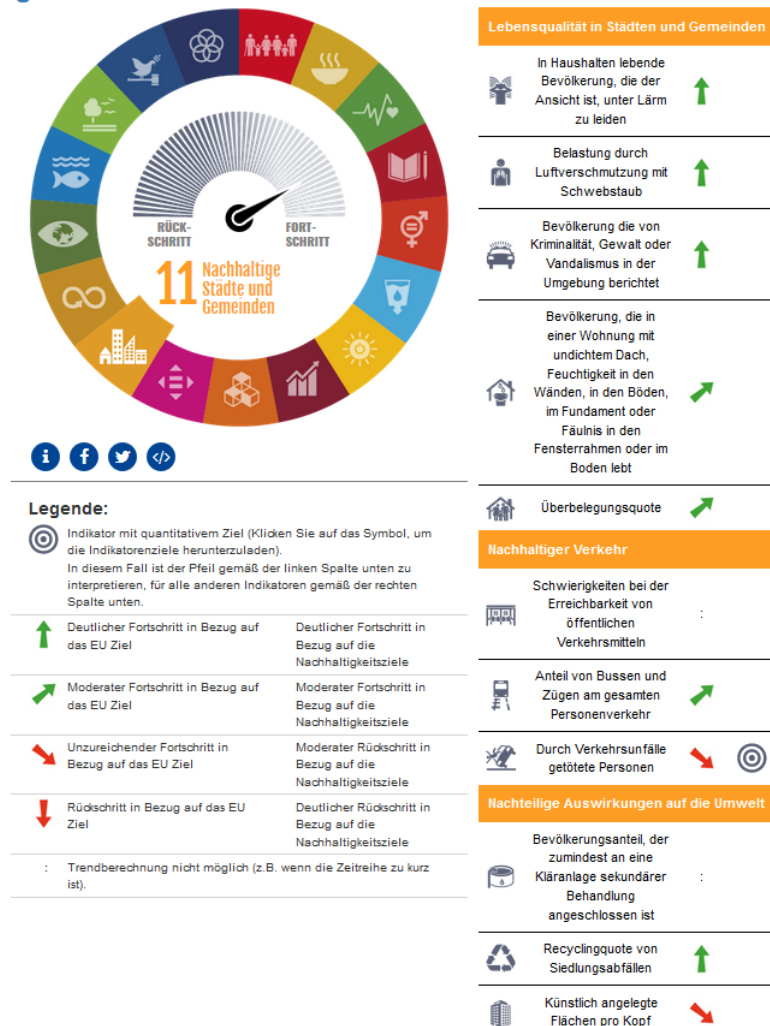 RÜCK-
SCHRITT
FORT-
SCHRITT
11 Nachhaltige
Städte und
Gemeinden
Legende:
Indikator mit quantitativem Ziel (Klicken Sie auf das Symbol, um
die Indikatorenziele herunterzuladen).
In diesem Fall ist der Pfeil gemäß der linken Spalte unten zu
interpretieren, für alle anderen Indikatoren gemäß der rechten
Spalte unten.
Deutlicher Fortschritt in Bezug auf
das EU Ziel
Deutlicher Fortschritt in
Bezug auf die
Nachhaltigkeitsziele
Moderater Fortschritt in Bezug auf
das EU Ziel
Moderater Fortschritt in
Bezug auf die
Nachhaltigkeitsziele
Unzureichender Fortschritt in
Bezug auf das EU Ziel
Moderater Rückschritt in
Bezug auf die
Nachhaltigkeitsziele
Rückschritt in Bezug auf das EU
Ziel
Deutlicher Rückschritt in
Bezug auf die
Nachhaltigkeitsziele
: Trendberechnung nicht möglich (z.B. wenn die Zeitreihe zu kurz
ist).
Lebensqualität in Städten und Gemeinden
In Haushalten lebende
Bevölkerung, die der
Ansicht ist, unter Lärm
zu leiden
Belastung durch
Luftverschmutzung mit
Schwebstaub
Bevölkerung die von
Kriminalität, Gewalt oder
Vandalismus in der
Umgebung berichtet
Bevölkerung, die in
einer Wohnung mit
undichtem Dach,
Feuchtigkeit in den
Wänden, in den Böden,
im Fundament oder
Fäulnis in den
Fensterrahmen oder im
Boden lebt
Überbelegungsquote
Nachhaltiger Verkehr
Schwierigkeiten bei der
Erreichbarkeit von
öffentlichen
Verkehrsmitteln
:
Anteil von Bussen und
Zügen am gesamten
Personenverkehr
Durch Verkehrsunfälle
getötete Personen
Nachteilige Auswirkungen auf die Umwelt
Bevölkerungsanteil, der
zumindest an eine
Kläranlage sekundärer
Behandlung
angeschlossen ist
:
Recyclingquote von
Siedlungsabfällen
Künstlich angelegte
Flächen pro Kopf